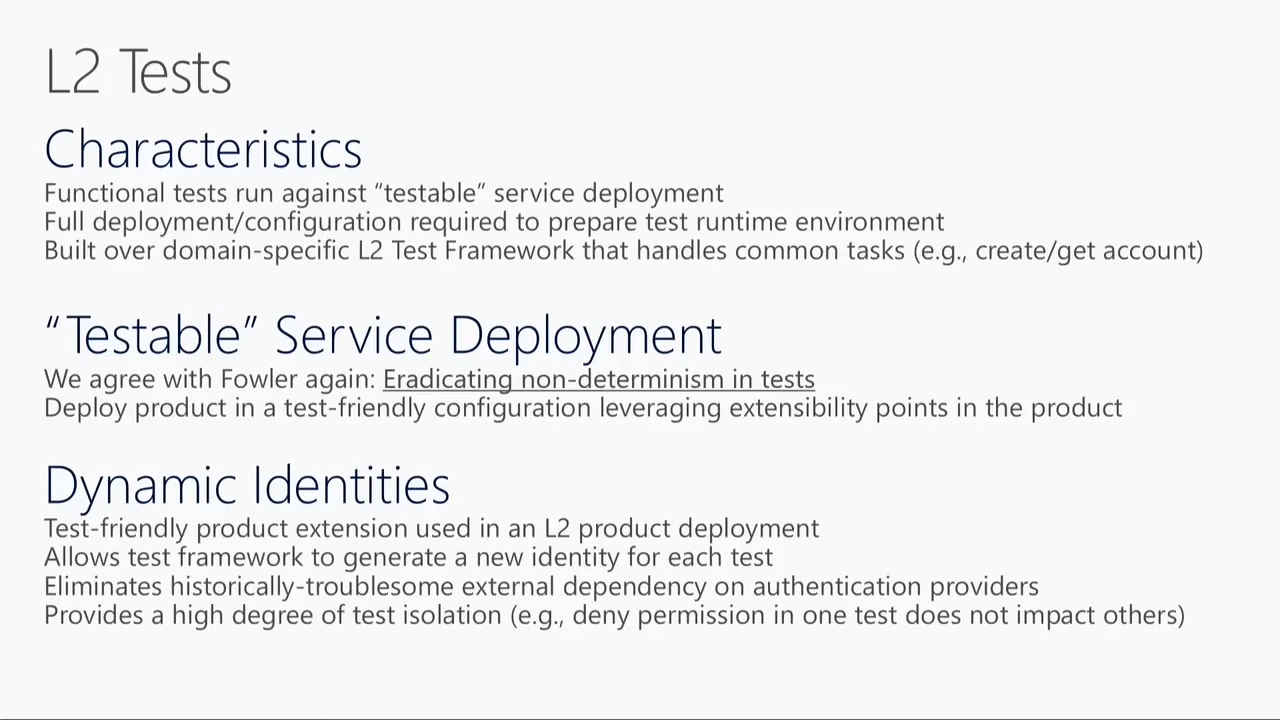 L2 Tests
Characteristics
Functional tests run against “testable” service deployment
Full deployment/configuration required to prepare test runtime environment
Built over domain-specific L2 Test Framework that handles common tasks (e.g., create/get account)
“Testable” Service Deployment
We agree with Fowler again: Eradicating non-determinism in tests
Deploy product in a test-friendly configuration leveraging extensibility points in the product
Dynamic Identities
Test-friendly product extension used in an L2 product deployment
Allows test framework to generate a new identity for each test
Eliminates historically-troublesome external dependency on authentication providers
Provides a high degree of test isolation (e.g., deny permission in one test does not impact others)